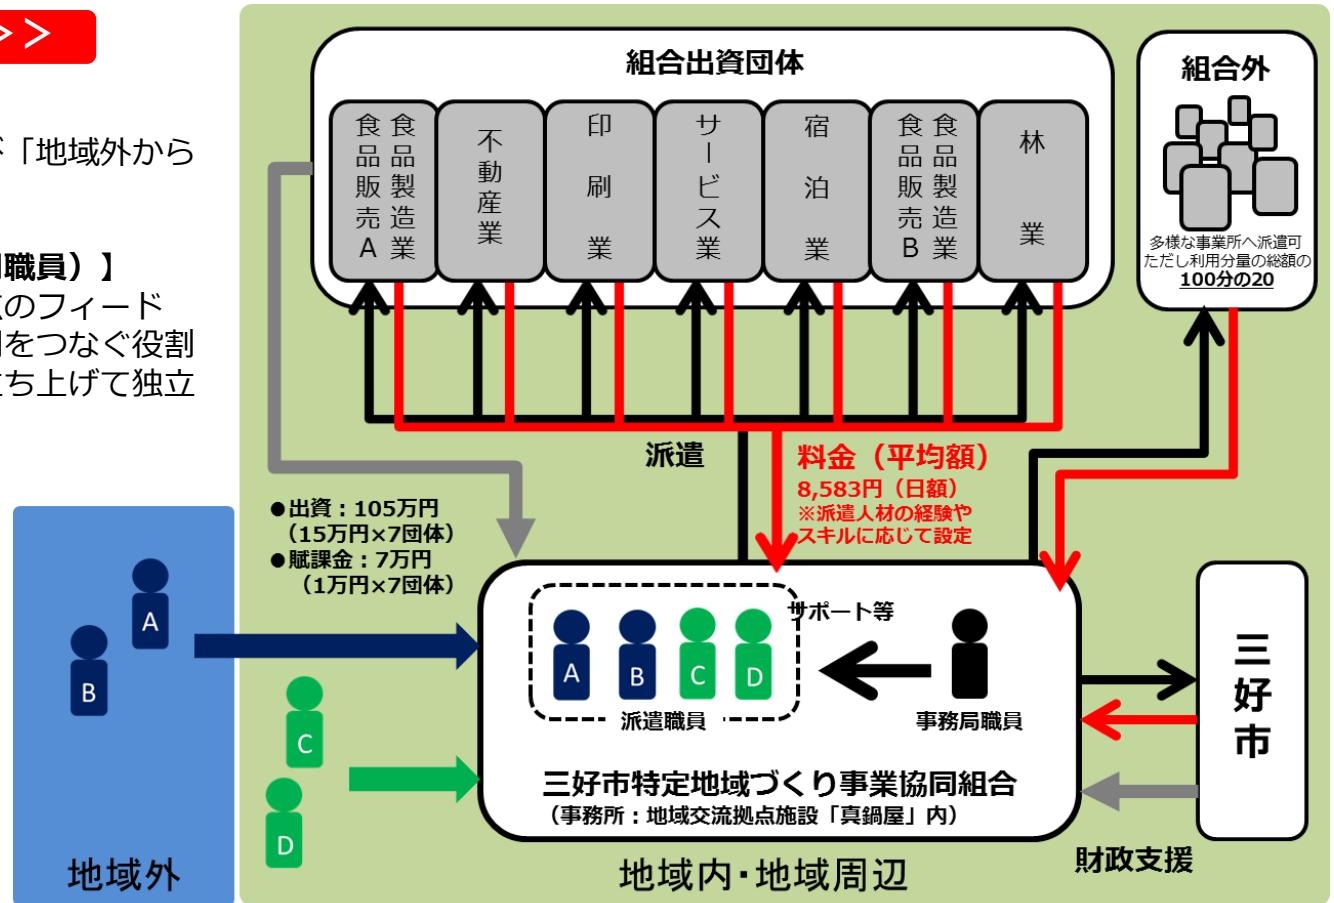 >>
「地域外から
職員）】
のフィード
をつなぐ役割
ち上げて独立
組合出資団体
食品製造業
食品販売A
不動産業
印刷業
サービス業
宿泊業
食品製造業
食品販売B
林業
組合外
多様な事業所へ派遣可
ただし利用分量の総額の
100分の20
派遣
料金（平均額）
8,583円（日額）
※派遣人材の経験や
スキルに応じて設定
●出資：105万円
（15万円×7団体）
●賦課金：7万円
（1万円×7団体）
A
B
C
D
A
B
C
D
サポート等
派遣職員
事務局職員
三好市特定地域づくり事業協同組合
（事務所：地域交流拠点施設「真鍋屋」内）
三好市
財政支援
地域外
地域内・地域周辺